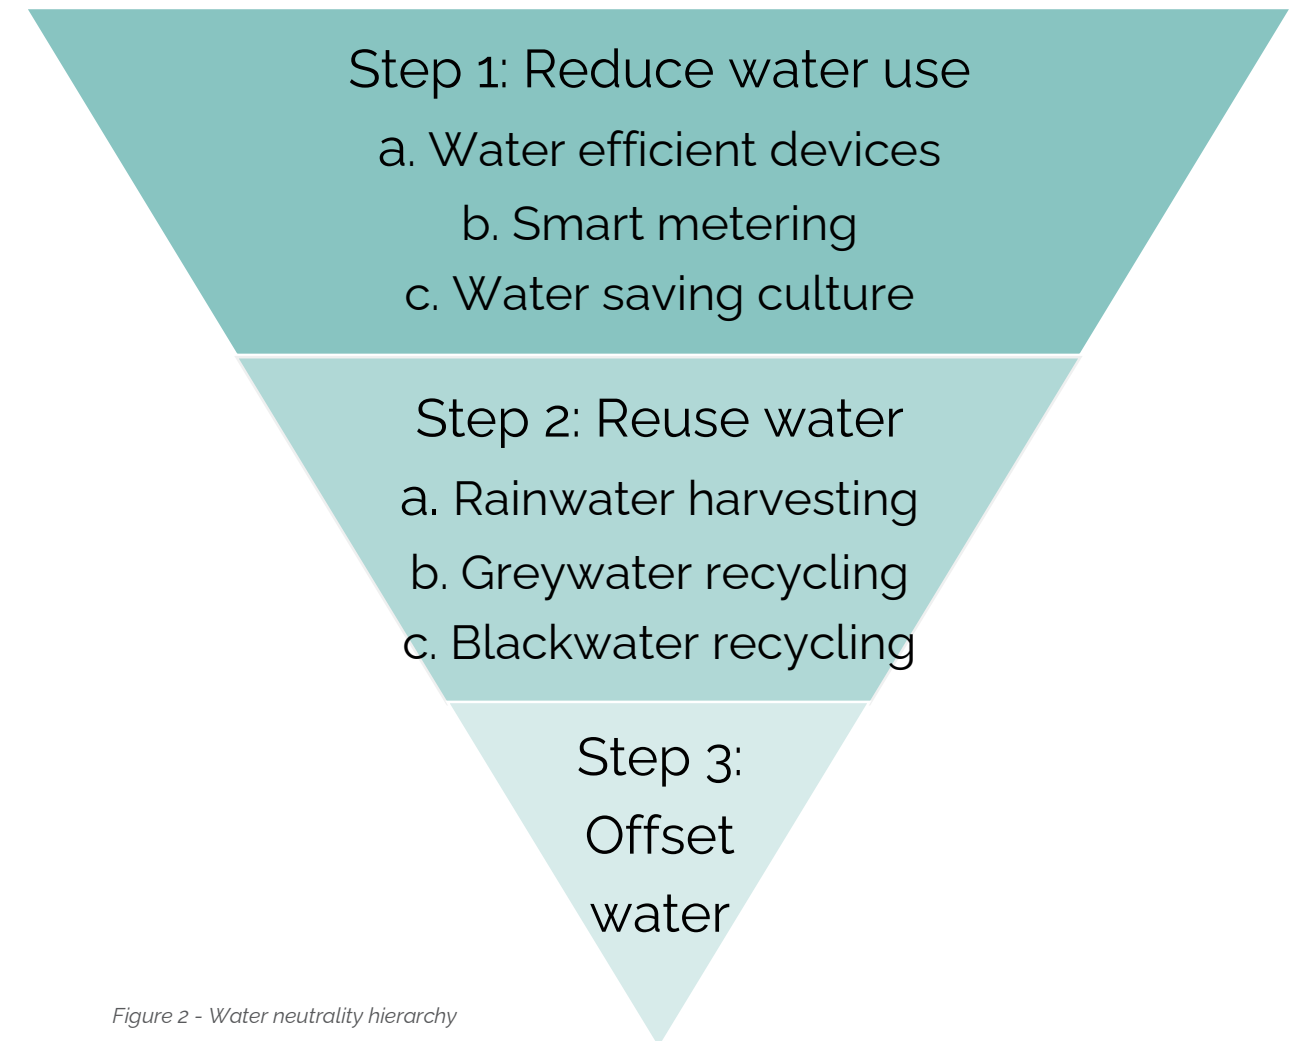 Step 1: Reduce water use
a. Water efficient devices
b. Smart metering
c. Water saving culture
Step 2: Reuse water
a. Rainwater harvesting
b. Greywater recycling
c. Blackwater recycling
Step 3:
Offset
water
Figure 2 - Water neutrality hierarchy